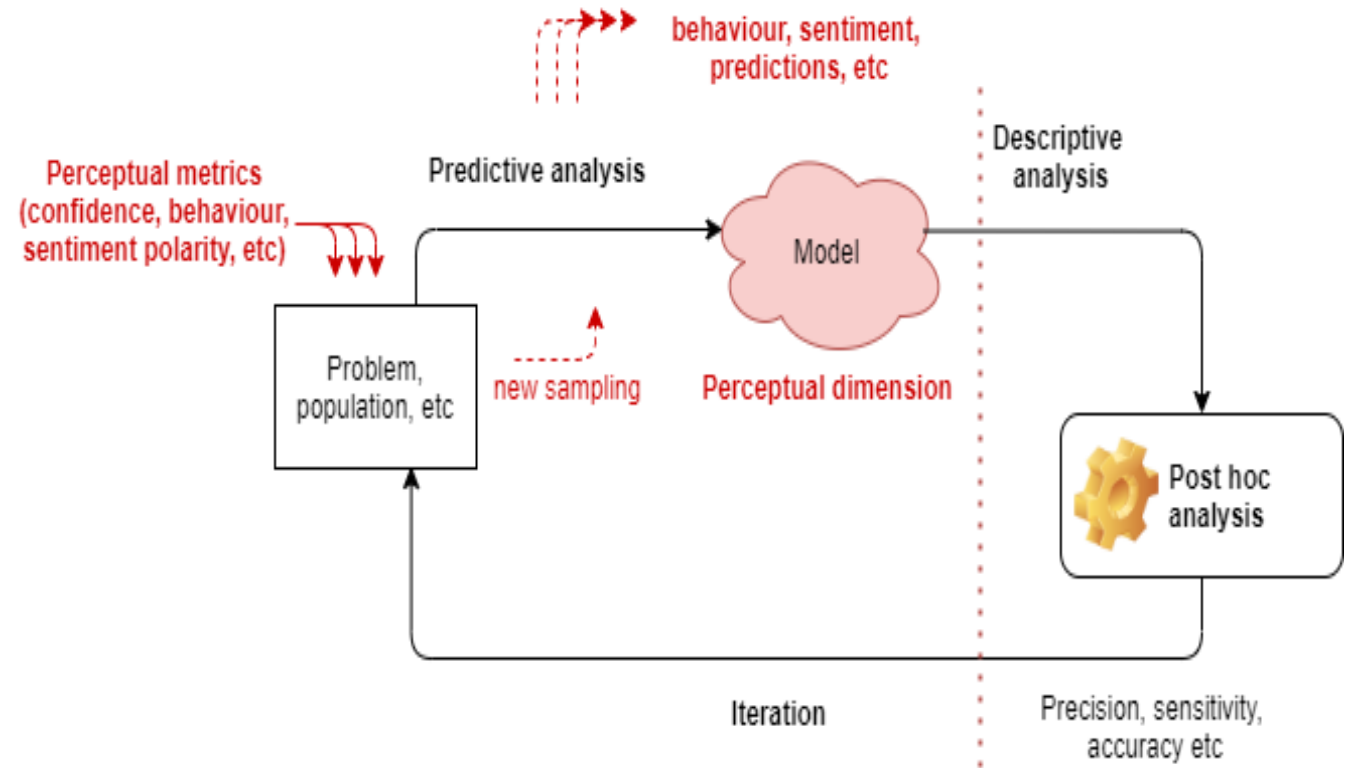 behaviour, sentiment,
predictions, etc
Perceptual metrics
(confidence, behaviour,
sentiment polarity, etc)
Predictive analysis
Descriptive
analysis
Model
Problem,
population, etc
new sampling
Perceptual dimension
Post hoc
analysis
Iteration
Precision, sensitivity,
accuracy etc